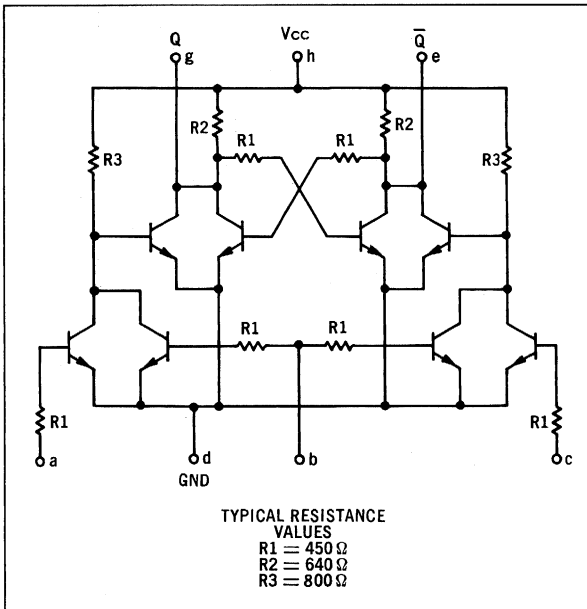 Q Vcc Q̅
g h e
R2 R2
R1 R1
R3 R3
R1 R1
R1 R1
a d b c
GND
TYPICAL RESISTANCE
VALUES
R1 = 450 Ω
R2 = 640 Ω
R3 = 800 Ω